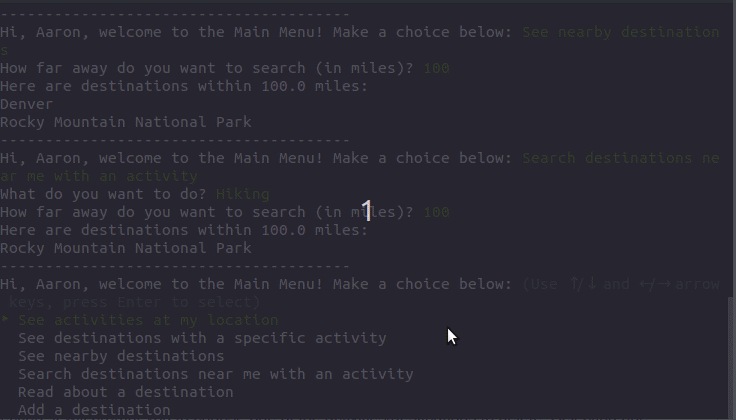 ---------------------------------------
Hi, Aaron, welcome to the Main Menu! Make a choice below: See nearby destination
s
How far away do you want to search (in miles)? 100
Here are destinations within 100.0 miles:
Denver
Rocky Mountain National Park
---------------------------------------
Hi, Aaron, welcome to the Main Menu! Make a choice below: Search destinations ne
ar me with an activity
What do you want to do? Hiking
1
How far away do you want to search (in miles)? 100
Here are destinations within 100.0 miles:
Rocky Mountain National Park
---------------------------------------
Hi, Aaron, welcome to the Main Menu! Make a choice below: (Use ↑/↓ and ←/→ arrow
 keys, press Enter to select)
‣ See activities at my location
  See destinations with a specific activity
  See nearby destinations
  Search destinations near me with an activity
  Read about a destination
  Add a destination